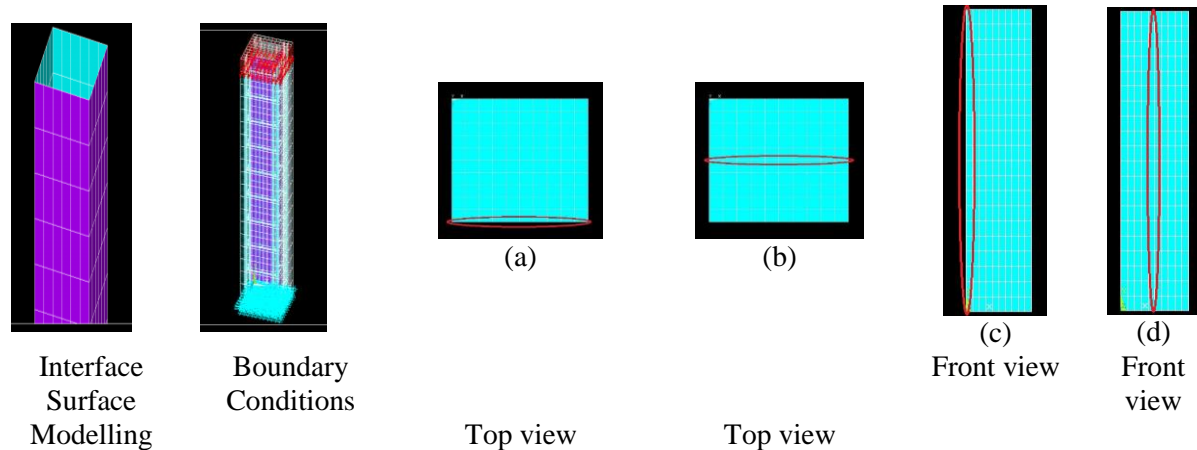 (a)
(b)
(c)
(d)
Interface
Surface
Modelling
Boundary
Conditions
Top view
Top view
Front view
Front
view